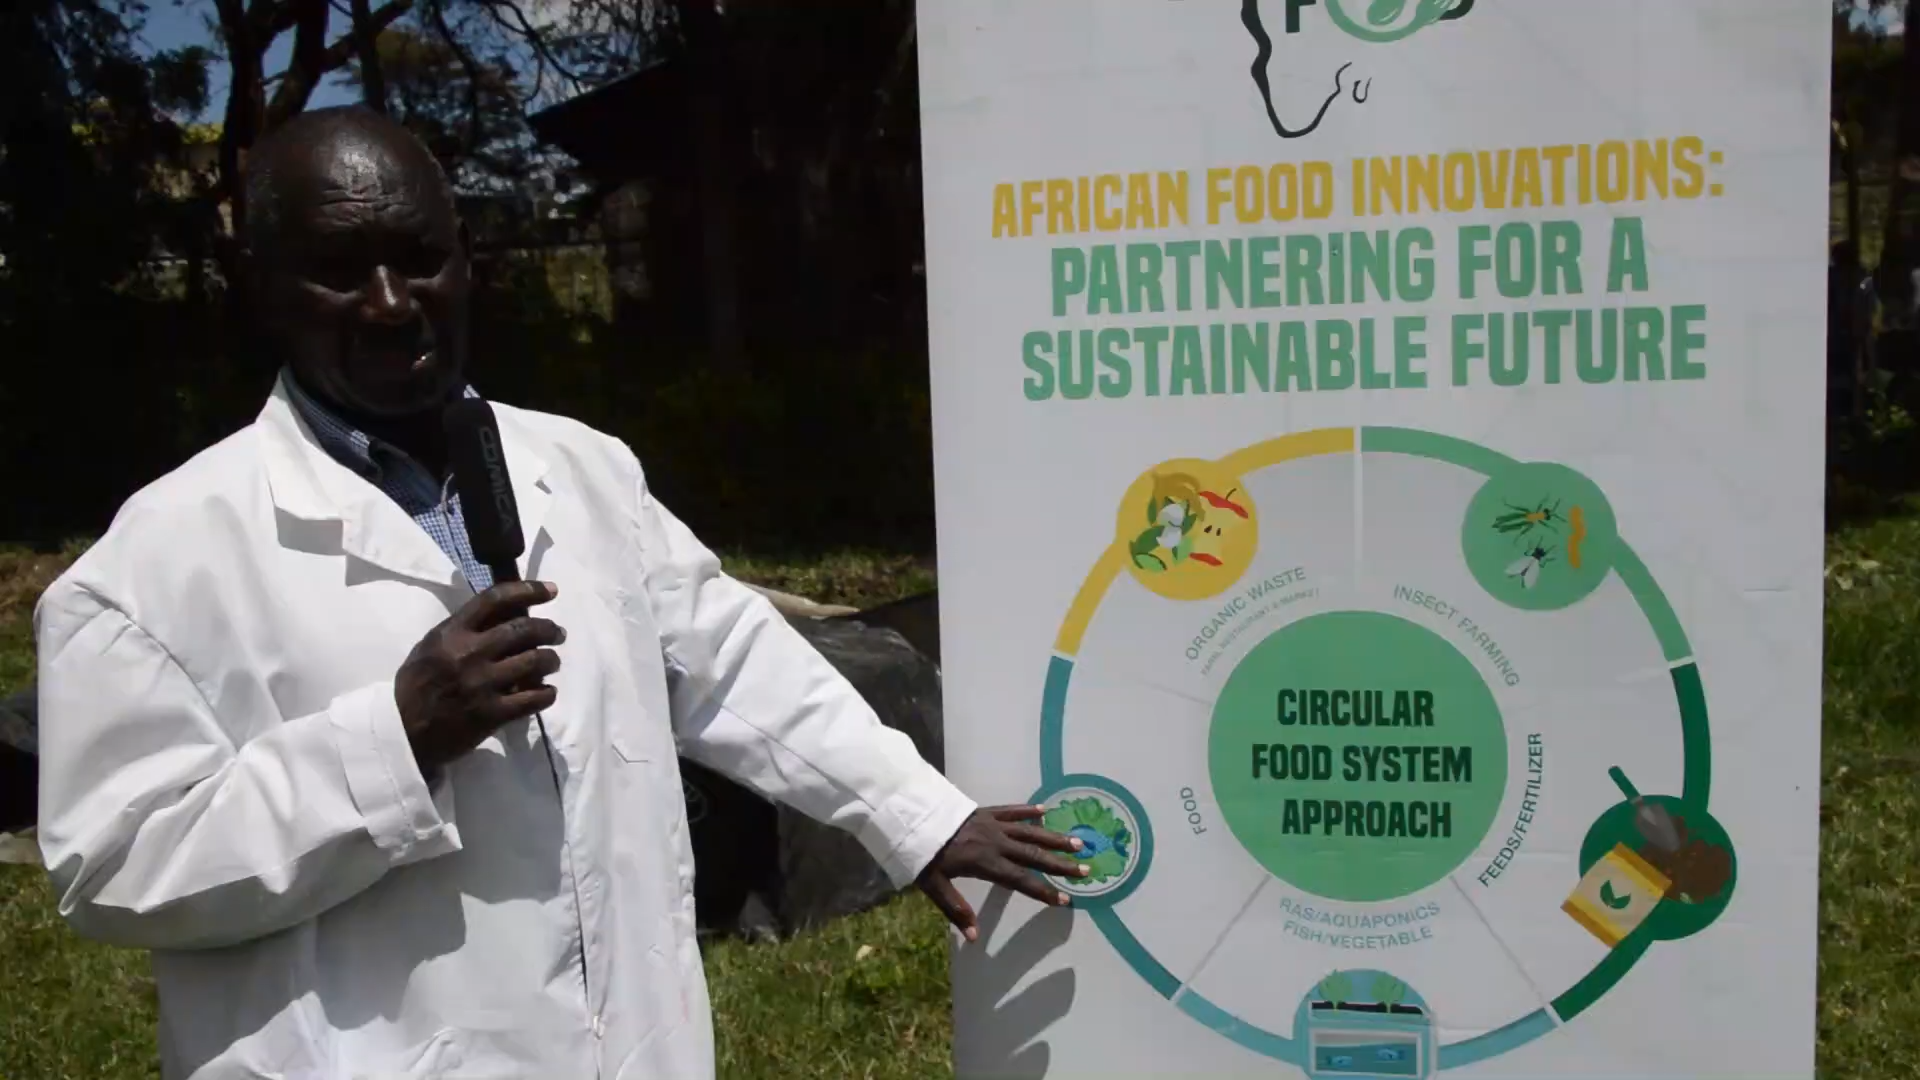 AFRICAN FOOD INNOVATIONS:
PARTNERING FOR A
SUSTAINABLE FUTURE
ORGANIC WASTE
INSECT FARMING
FEEDS/FERTILIZER
RAS/AQUAPONICS
FISH/VEGETABLE
FOOD
CIRCULAR
FOOD SYSTEM
APPROACH
COMICA